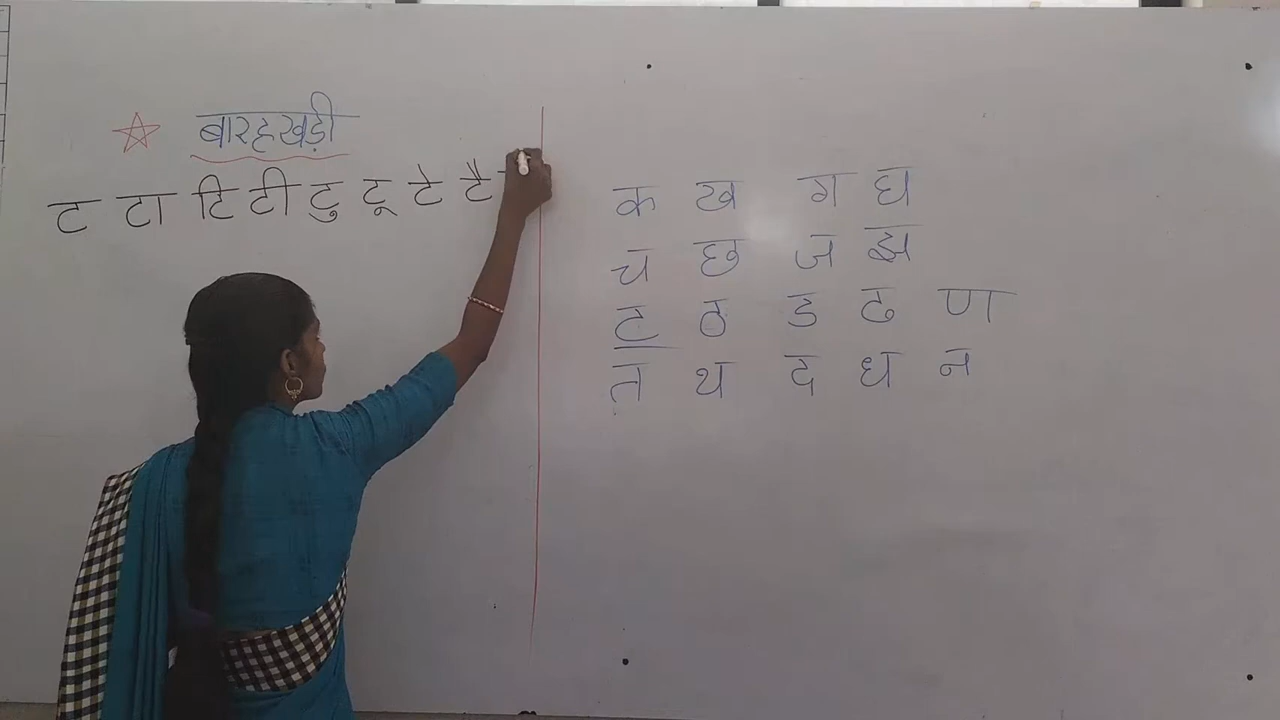 बारहखड़ी
ट टा टि टी टु टू टे टै
क ख ग घ
च छ ज झ
ट ठ ड ढ ण
त थ द ध न